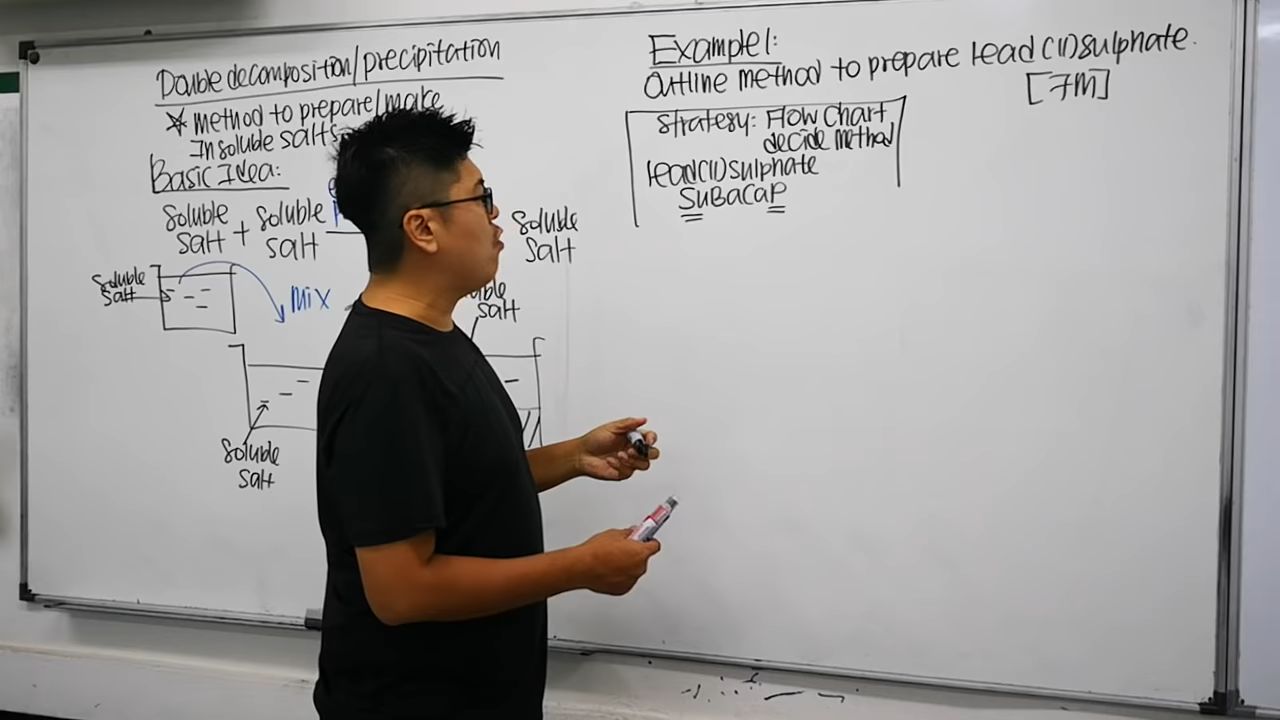 Double decomposition/precipitation
* method to prepare/make
Insoluble salts
Basic Idea:
Soluble salt + Soluble salt
Soluble salt
Soluble salt
Mix
salt
Soluble salt
Example 1:
Outline method to prepare lead(II)sulphate.
[7M]
Strategy: Flow Chart
decide method
lead(II)sulphate
SUBACAP